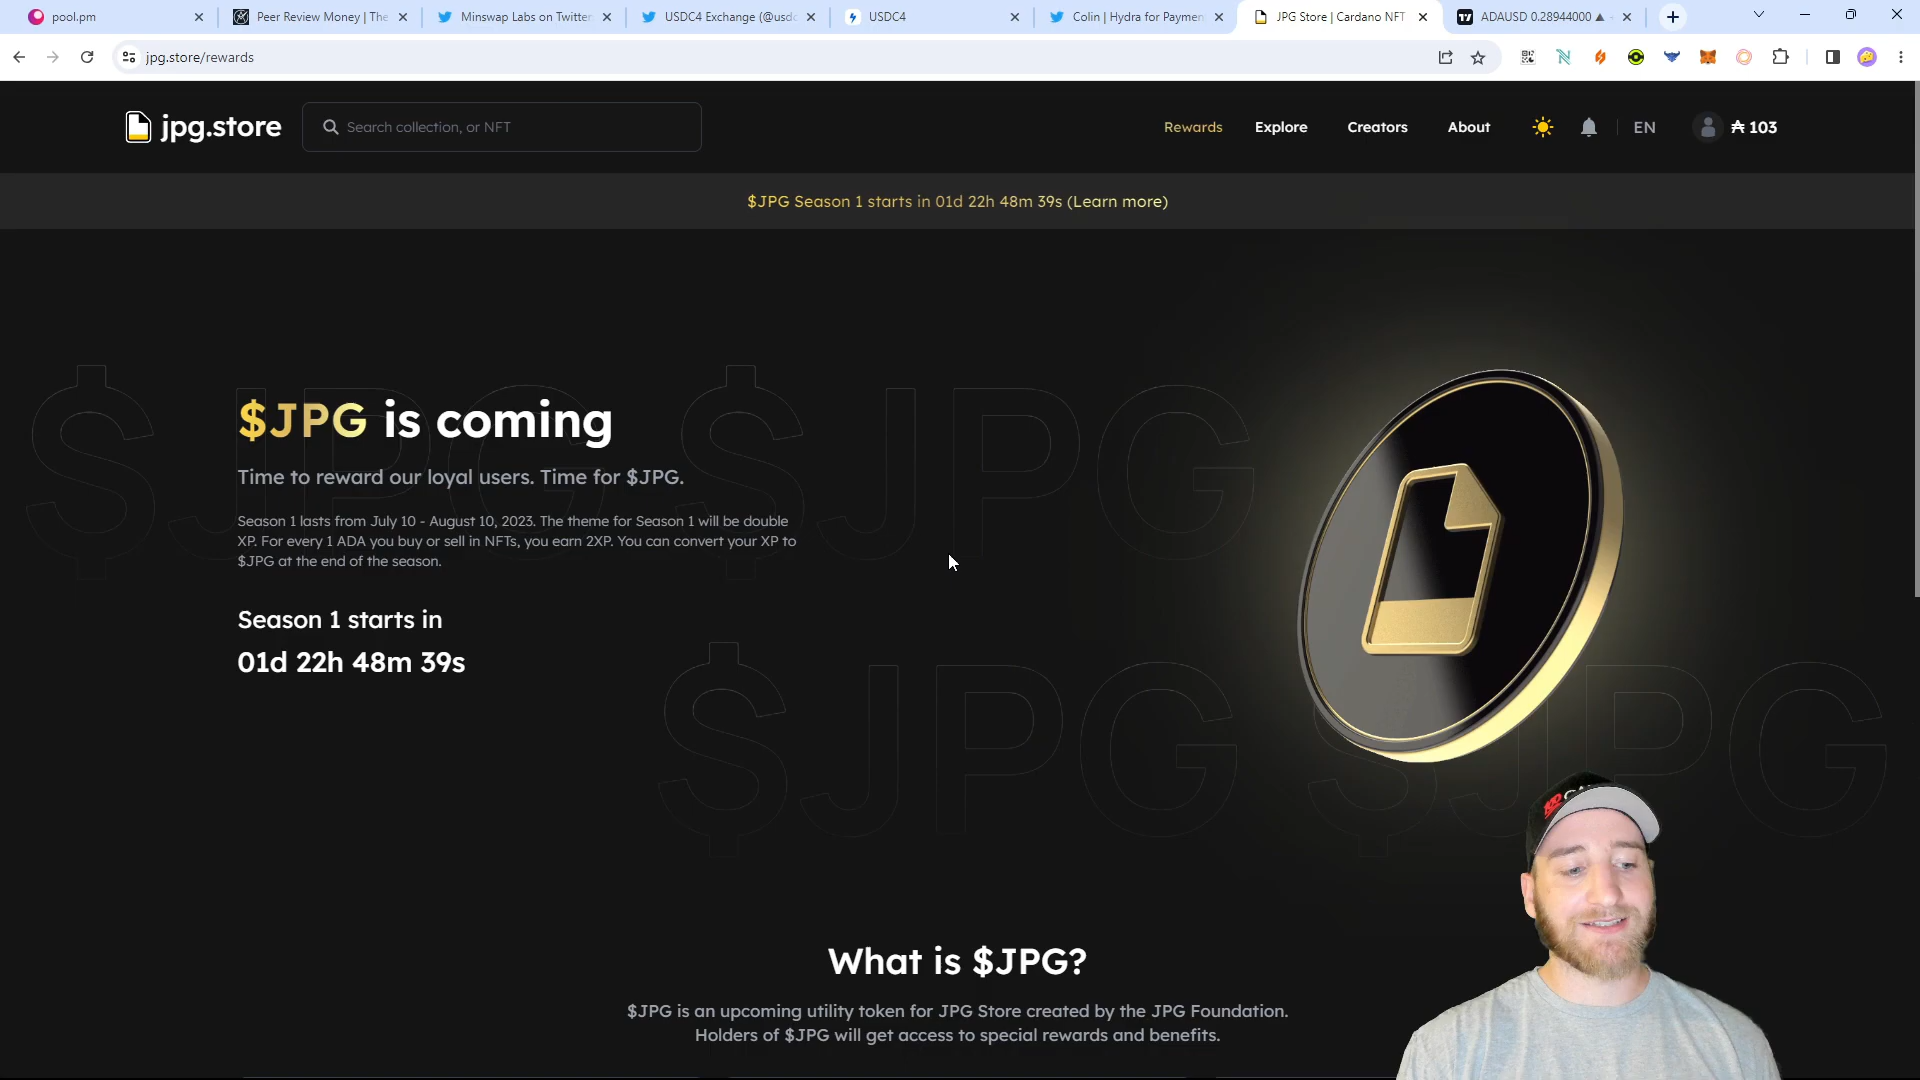 pool.pm
Peer Review Money | The
Minswap Labs on Twitter
USDC4 Exchange (@usdc
USDC4
Colin | Hydra for Paymen
JPG Store | Cardano NFT
ADAUSD 0.28944000 ▲
jpg.store/rewards
jpg.store
Search collection, or NFT
Rewards
Explore
Creators
About
EN
₳ 103
$JPG Season 1 starts in 01d 22h 48m 39s (Learn more)
$JPG $JPG
$JPG is coming
Time to reward our loyal users. Time for $JPG.
Season 1 lasts from July 10 - August 10, 2023. The theme for Season 1 will be double
XP. For every 1 ADA you buy or sell in NFTs, you earn 2XP. You can convert your XP to
$JPG at the end of the season.
Season 1 starts in
01d 22h 48m 39s
$JPG $JPG
What is $JPG?
$JPG is an upcoming utility token for JPG Store created by the JPG Foundation.
Holders of $JPG will get access to special rewards and benefits.